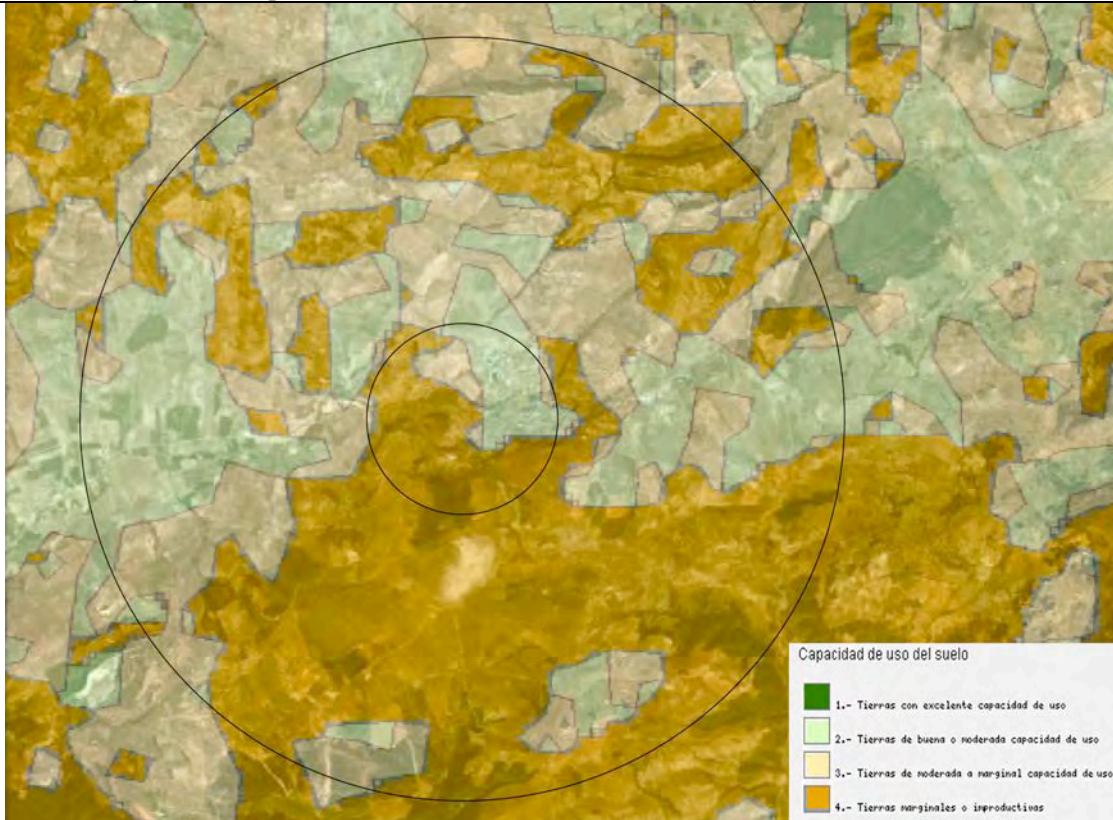 Capacidad de uso del suelo
1.- Tierras con excelente capacidad de uso
2.- Tierras de buena o moderada capacidad de uso
3.- Tierras de moderada a marginal capacidad de uso
4.- Tierras marginales o improductivas